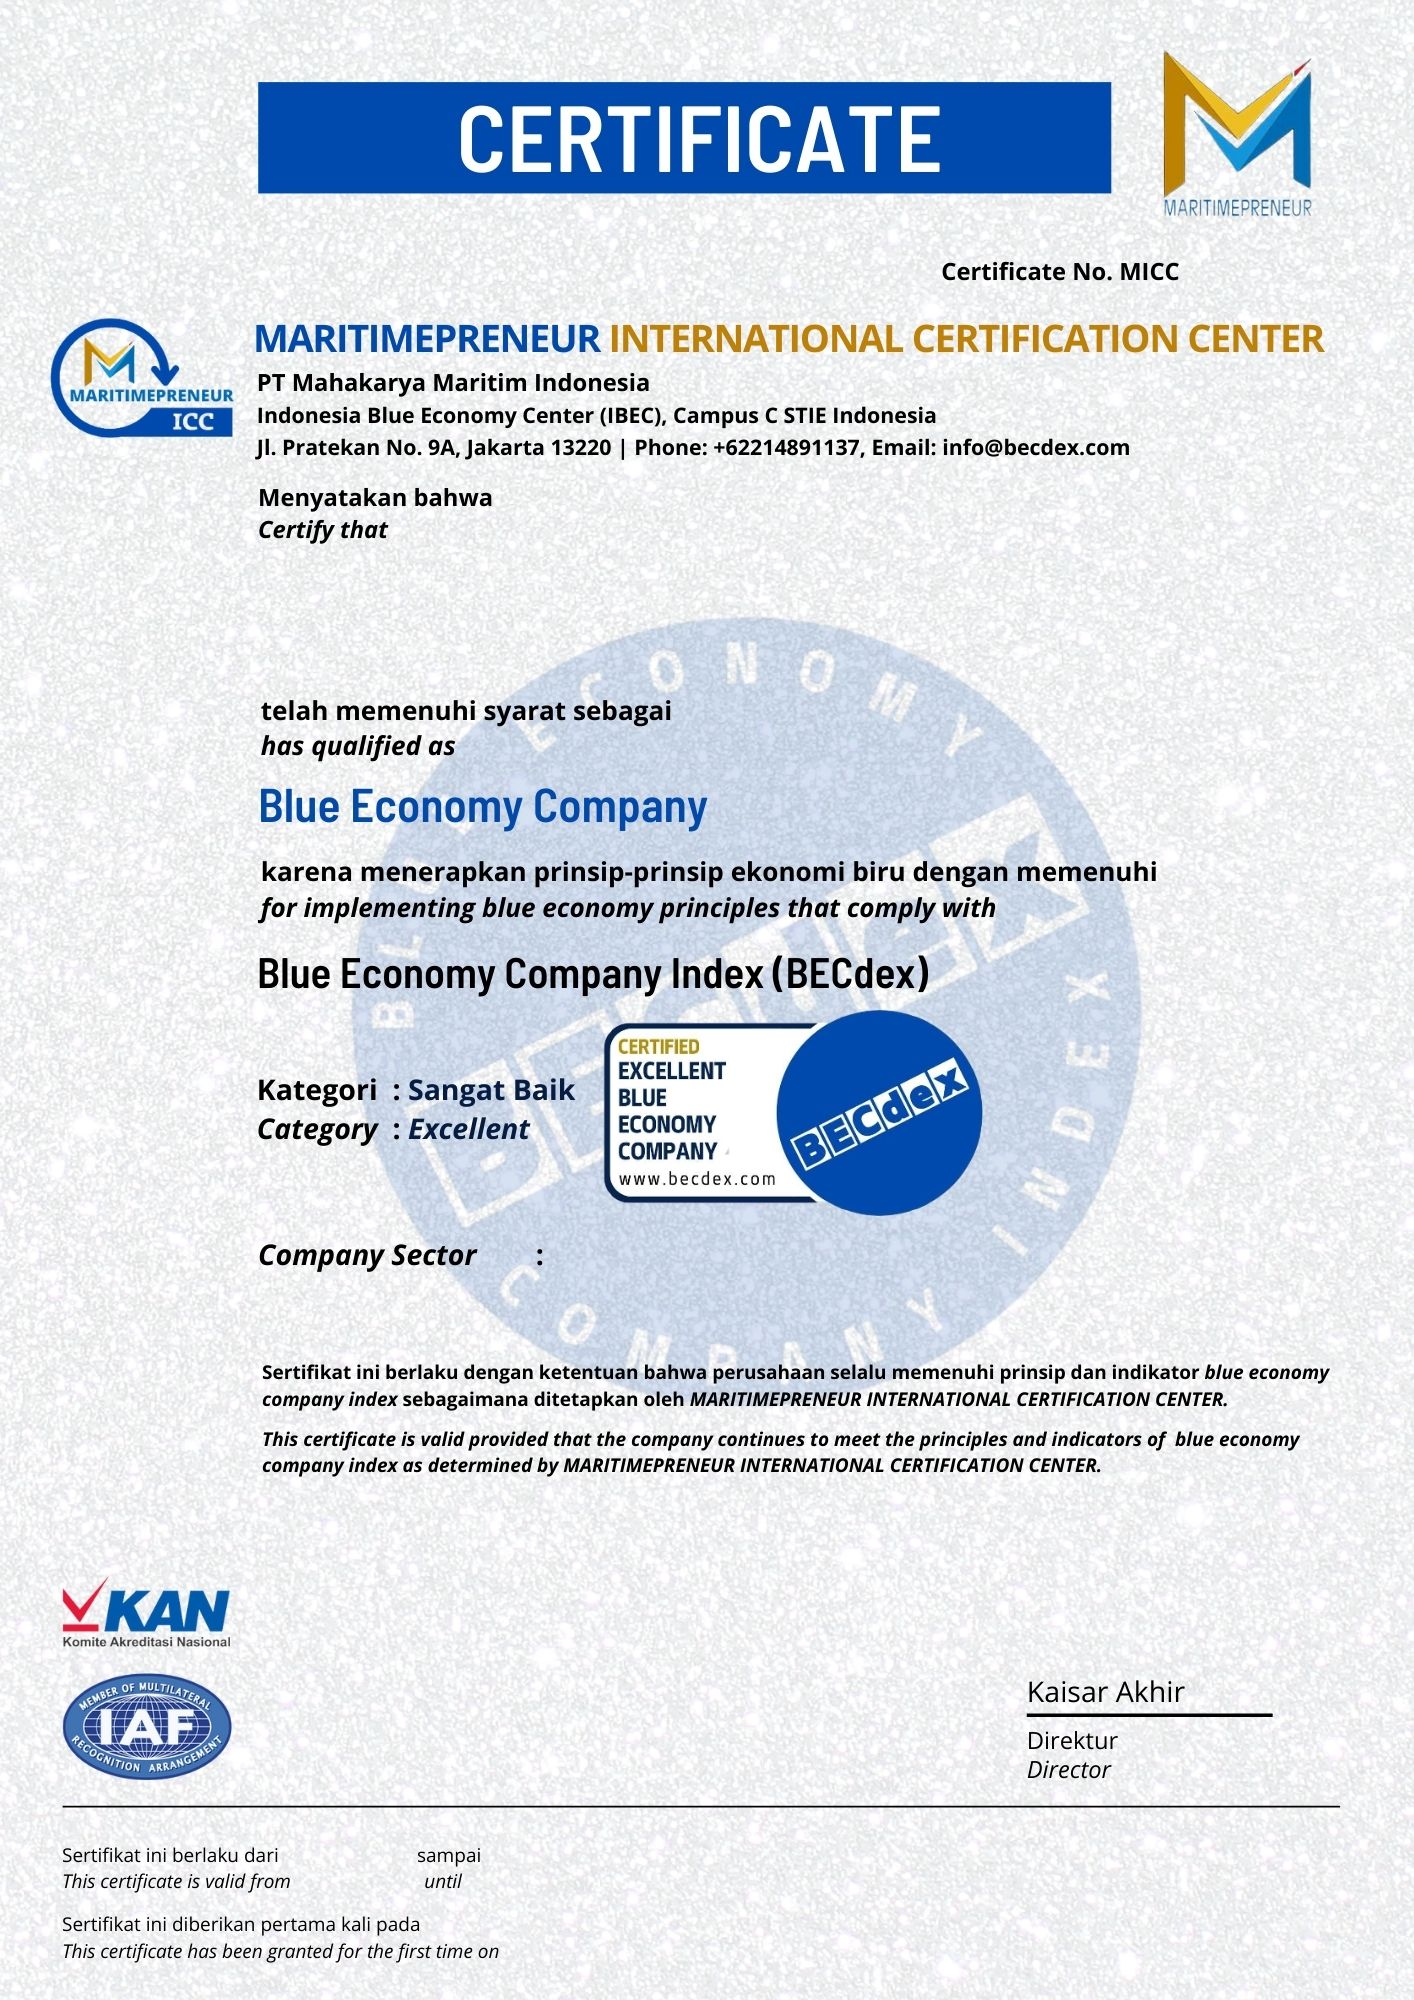 CERTIFICATE
MARITIMEPRENEUR
Certificate No. MICC
MARITIMEPRENEUR
ICC
MARITIMEPRENEUR INTERNATIONAL CERTIFICATION CENTER
PT Mahakarya Maritim Indonesia
Indonesia Blue Economy Center (IBEC), Campus C STIE Indonesia
Jl. Pratekan No. 9A, Jakarta 13220 | Phone: +62214891137, Email: info@becdex.com
Menyatakan bahwa
Certify that
BLUE ECONOMY COMPANY INDEX
BECdex
telah memenuhi syarat sebagai
has qualified as
Blue Economy Company
karena menerapkan prinsip-prinsip ekonomi biru dengan memenuhi
for implementing blue economy principles that comply with
Blue Economy Company Index (BECdex)
Kategori : Sangat Baik
Category : Excellent
CERTIFIED
EXCELLENT
BLUE
ECONOMY
COMPANY
www.becdex.com
BECdex
Company Sector :
Sertifikat ini berlaku dengan ketentuan bahwa perusahaan selalu memenuhi prinsip dan indikator blue economy
company index sebagaimana ditetapkan oleh MARITIMEPRENEUR INTERNATIONAL CERTIFICATION CENTER.
This certificate is valid provided that the company continues to meet the principles and indicators of blue economy
company index as determined by MARITIMEPRENEUR INTERNATIONAL CERTIFICATION CENTER.
KAN
Komite Akreditasi Nasional
MEMBER OF MULTILATERAL
IAF
RECOGNITION ARRANGEMENT
Kaisar Akhir
Direktur
Director
Sertifikat ini berlaku dari sampai
This certificate is valid from until
Sertifikat ini diberikan pertama kali pada
This certificate has been granted for the first time on